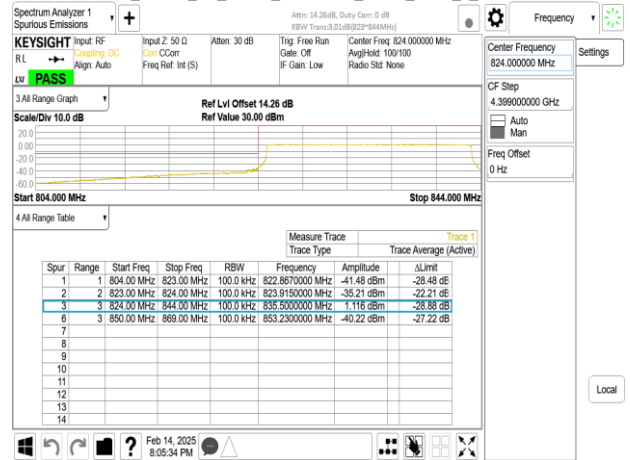 Spectrum Analyzer 1
Spurious Emissions
Attn: 14.26dB, Duty Corr: 0 dB
RBW Trans:3.01dB(823~844MHz)
Frequency
KEYSIGHT
RL
LXI
PASS
Input: RF
Coupling: DC
Align: Auto
Input Z: 50 Ω
Corr CCorr
Freq Ref: Int (S)
Atten: 30 dB
Trig: Free Run
Gate: Off
IF Gain: Low
Center Freq: 824.000000 MHz
Avg|Hold: 100/100
Radio Std: None
Center Frequency
824.000000 MHz
Settings
CF Step
4.399000000 GHz
Auto
Man
Freq Offset
0 Hz
Local
3 All Range Graph
Scale/Div 10.0 dB
Ref Lvl Offset 14.26 dB
Ref Value 30.00 dBm
20.0
0.00
-20.0
-40.0
-60.0
Start 804.000 MHz
Stop 844.000 MHz
4 All Range Table
Measure Trace Trace 1
Trace Type Trace Average (Active)
Spur Range Start Freq Stop Freq RBW Frequency Amplitude ΔLimit
1 1 804.00 MHz 823.00 MHz 100.0 kHz 822.8670000 MHz -41.48 dBm -28.48 dB
2 2 823.00 MHz 824.00 MHz 100.0 kHz 823.9150000 MHz -35.21 dBm -22.21 dB
3 3 824.00 MHz 844.00 MHz 100.0 kHz 835.5000000 MHz 1.116 dBm -28.88 dB
6 3 850.00 MHz 869.00 MHz 100.0 kHz 853.2300000 MHz -40.22 dBm -27.22 dB
7
8
9
10
11
12
13
14
Feb 14, 2025
8:05:34 PM